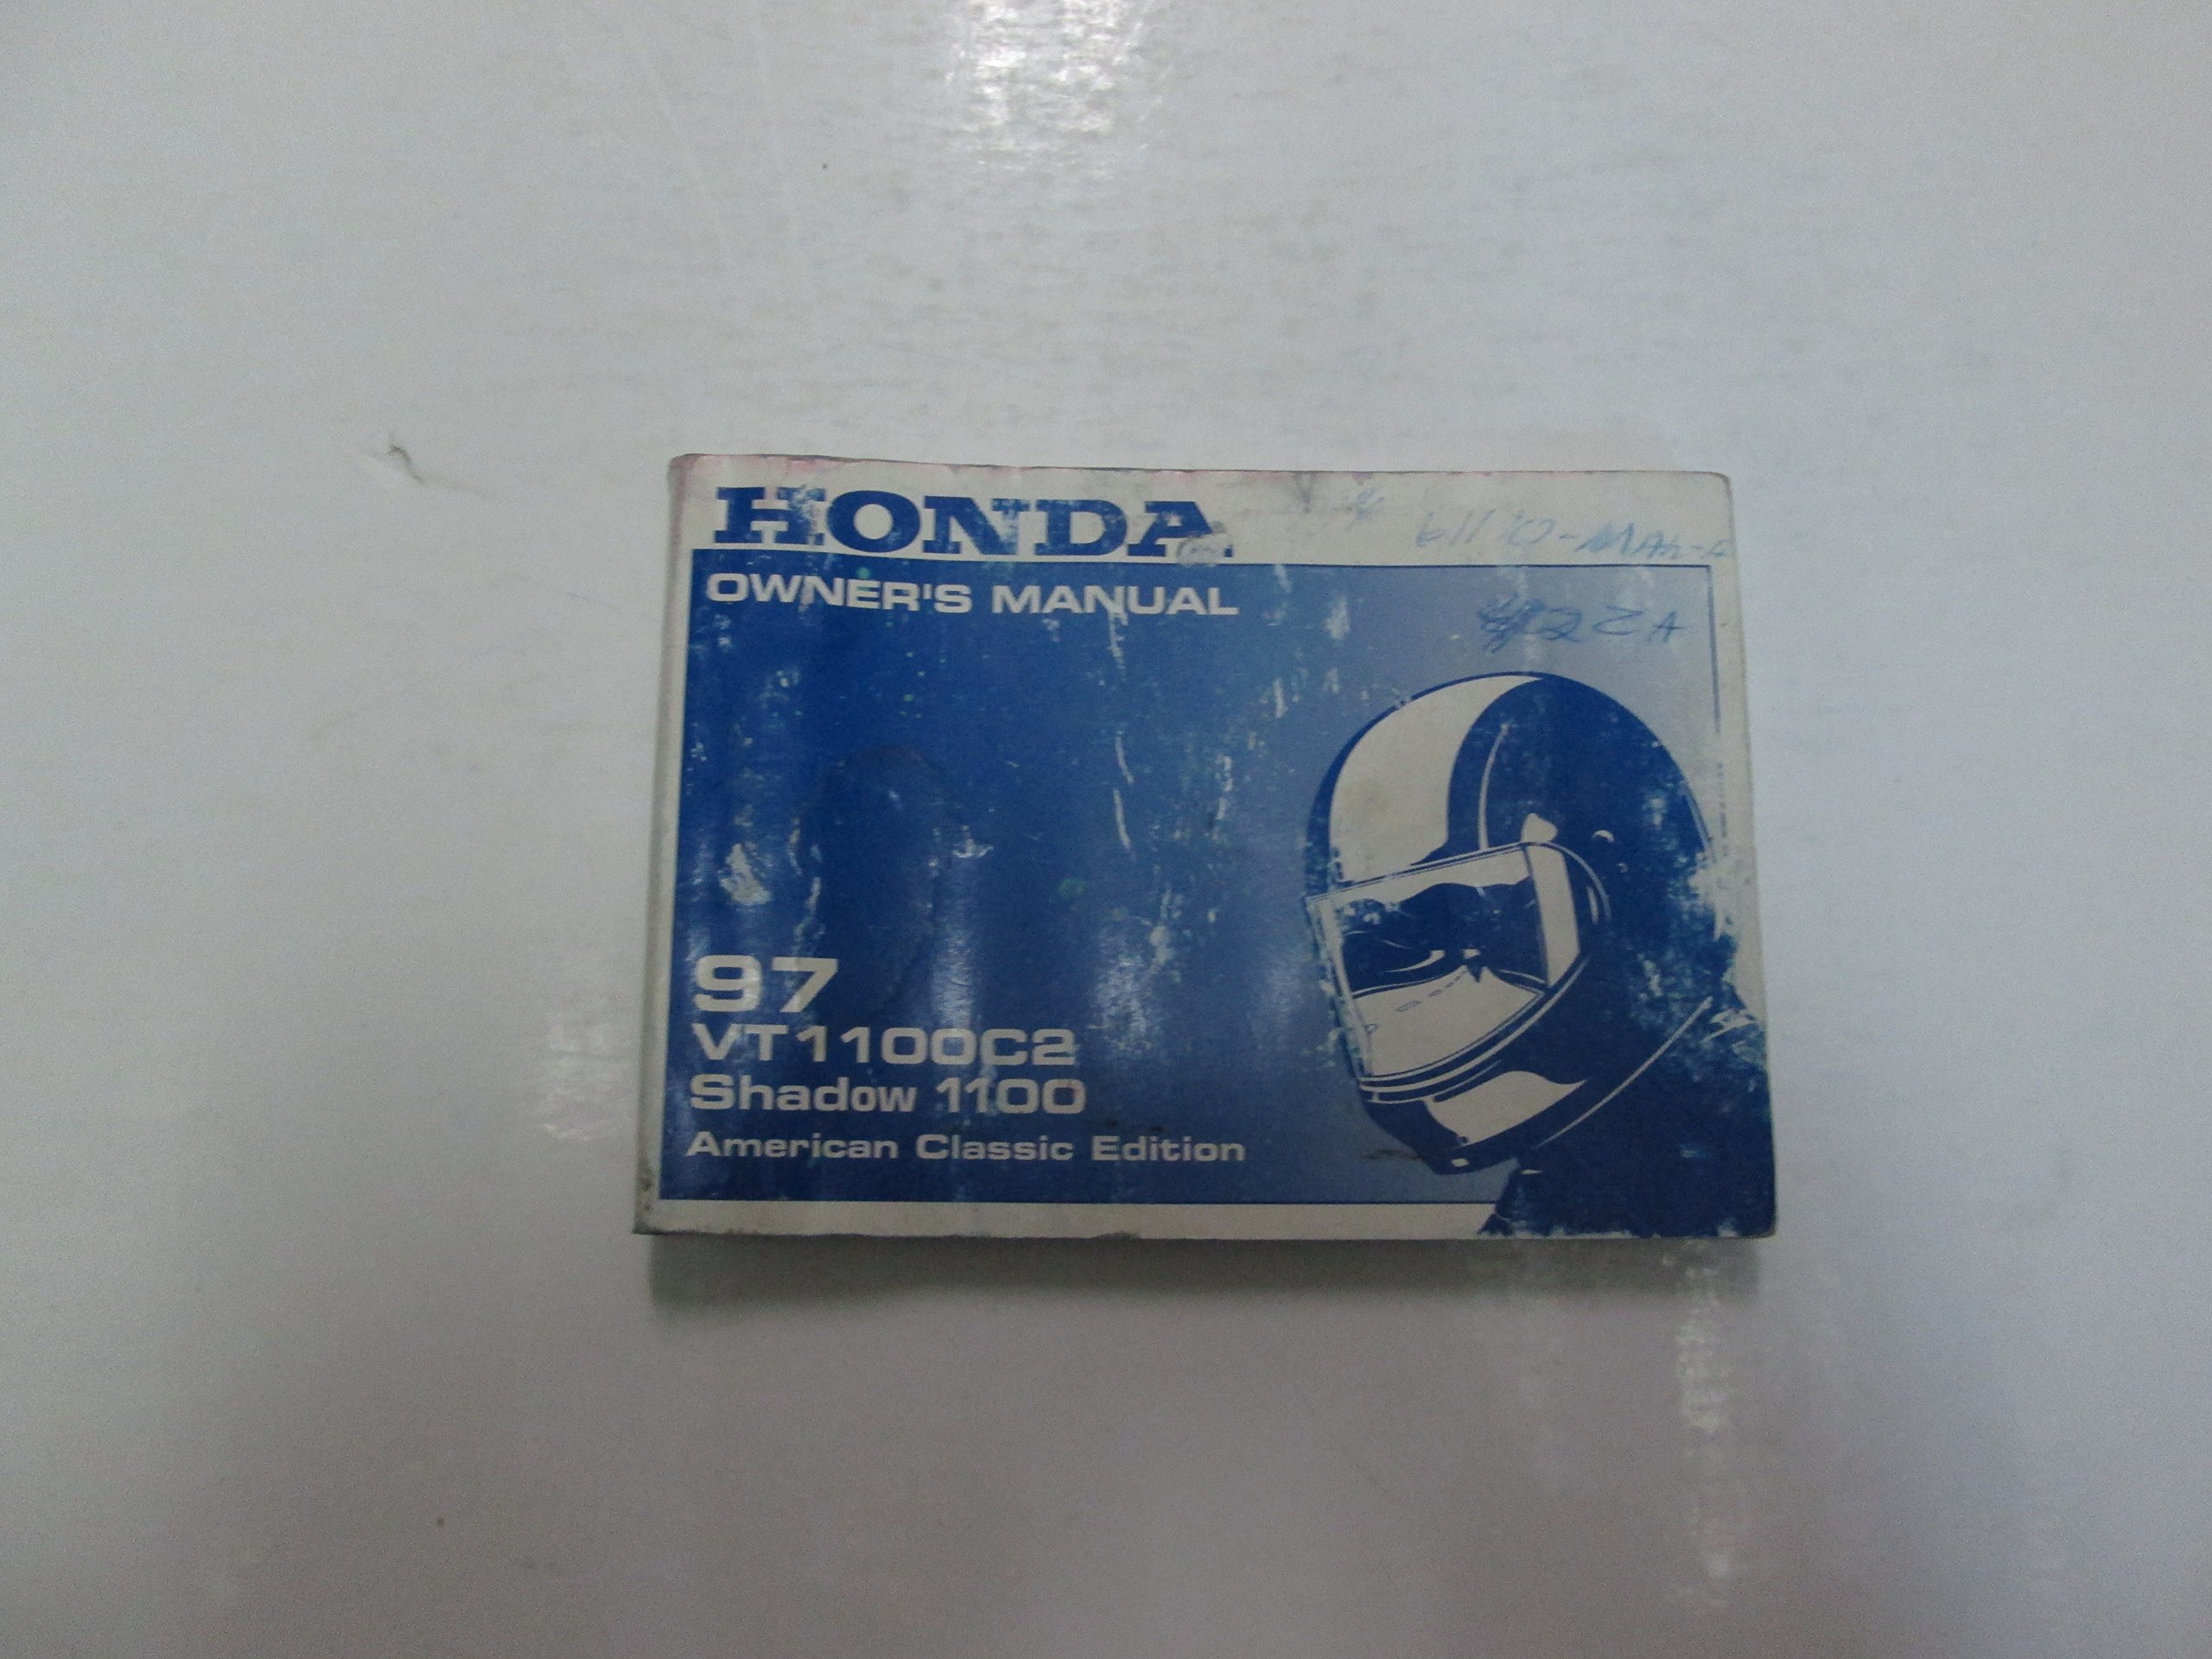 HONDA
OWNER'S MANUAL
97
VT1100C2
Shadow 1100
American Classic Edition